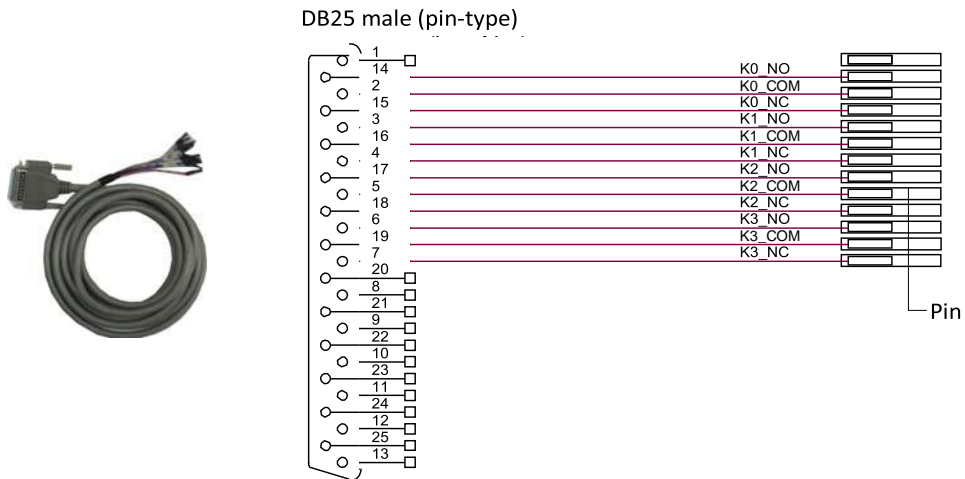 DB25 male (pin-type)
1
14
K0_NO
2
K0_COM
15
K0_NC
3
K1_NO
16
K1_COM
4
K1_NC
17
K2_NO
5
K2_COM
18
K2_NC
6
K3_NO
19
K3_COM
7
K3_NC
20
8
21
Pin
9
22
10
23
11
24
12
25
13